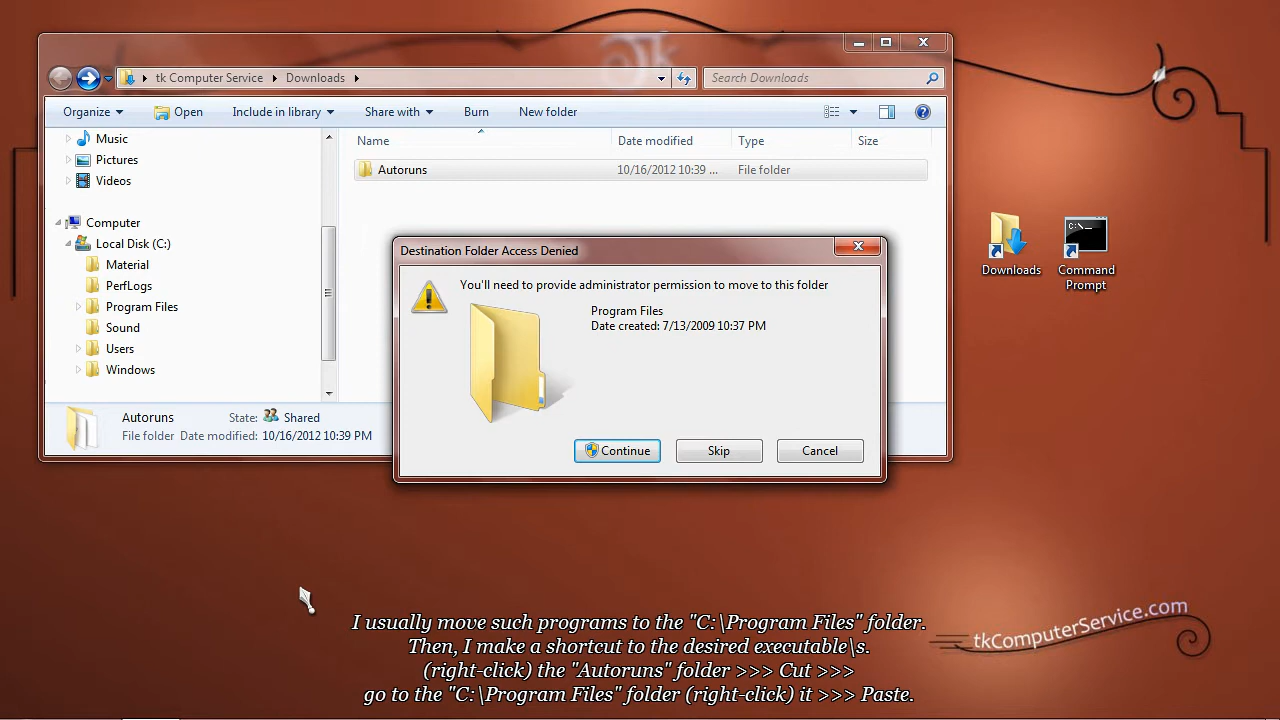 tk
tk Computer Service
Downloads
Search Downloads
Organize
Open
Include in library
Share with
Burn
New folder
Music
Pictures
Videos
Computer
Local Disk (C:)
Material
PerfLogs
Program Files
Sound
Users
Windows
Name
Date modified
Type
Size
Autoruns
10/16/2012 10:39 ...
File folder
Autoruns
State: Shared
File folder Date modified: 10/16/2012 10:39 PM
Destination Folder Access Denied
You'll need to provide administrator permission to move to this folder
Program Files
Date created: 7/13/2009 10:37 PM
Continue
Skip
Cancel
C:\_
Downloads
Command
Prompt
I usually move such programs to the "C:\Program Files" folder.
Then, I make a shortcut to the desired executable\s.
(right-click) the "Autoruns" folder >>> Cut >>>
go to the "C:\Program Files" folder (right-click) it >>> Paste.
tkComputerService.com